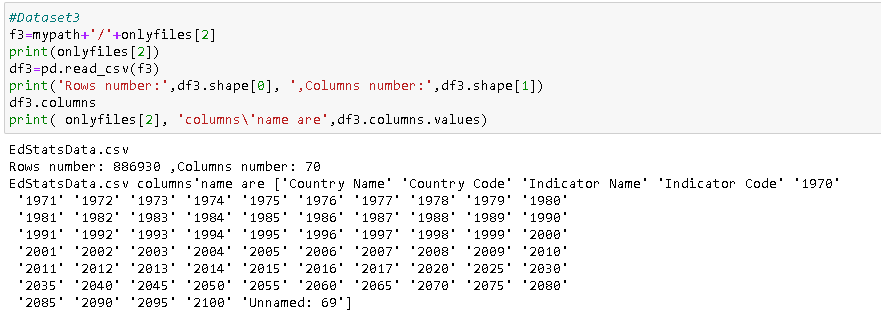 #Dataset3
f3=mypath+'/'+onlyfiles[2]
print(onlyfiles[2])
df3=pd.read_csv(f3)
print('Rows number:',df3.shape[0], ',Columns number:',df3.shape[1])
df3.columns
print( onlyfiles[2], 'columns\'name are',df3.columns.values)
EdStatsData.csv
Rows number: 886930 ,Columns number: 70
EdStatsData.csv columns'name are ['Country Name' 'Country Code' 'Indicator Name' 'Indicator Code' '1970'
'1971' '1972' '1973' '1974' '1975' '1976' '1977' '1978' '1979' '1980'
'1981' '1982' '1983' '1984' '1985' '1986' '1987' '1988' '1989' '1990'
'1991' '1992' '1993' '1994' '1995' '1996' '1997' '1998' '1999' '2000'
'2001' '2002' '2003' '2004' '2005' '2006' '2007' '2008' '2009' '2010'
'2011' '2012' '2013' '2014' '2015' '2016' '2017' '2020' '2025' '2030'
'2035' '2040' '2045' '2050' '2055' '2060' '2065' '2070' '2075' '2080'
'2085' '2090' '2095' '2100' 'Unnamed: 69']